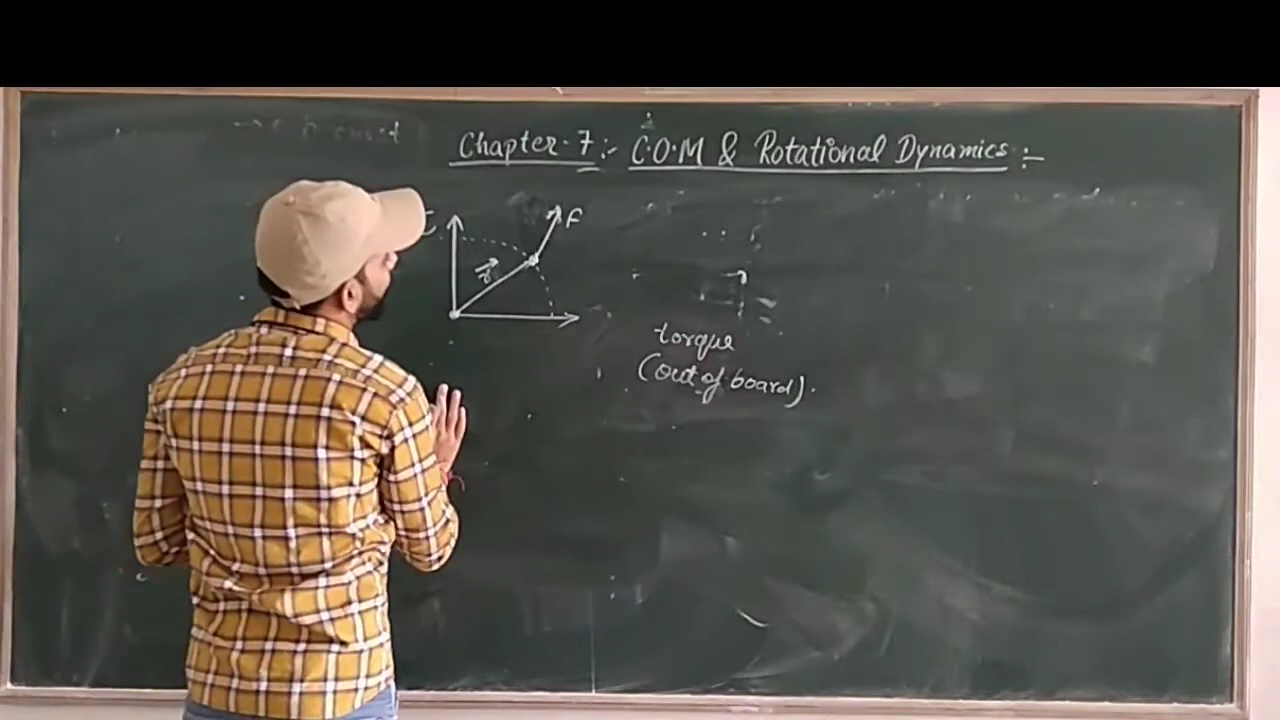 Chapter-7:- C.O.M & Rotational Dynamics:-
F
r
torque
(out of board).